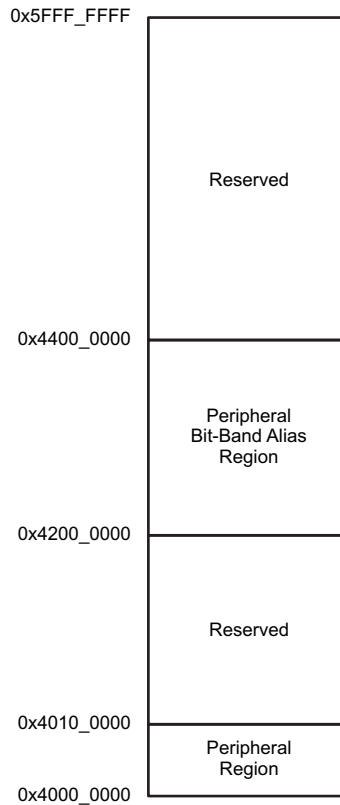 0x5FFF_FFFF
Reserved
0x4400_0000
Peripheral
Bit-Band Alias
Region
0x4200_0000
Reserved
0x4010_0000
Peripheral
Region
0x4000_0000